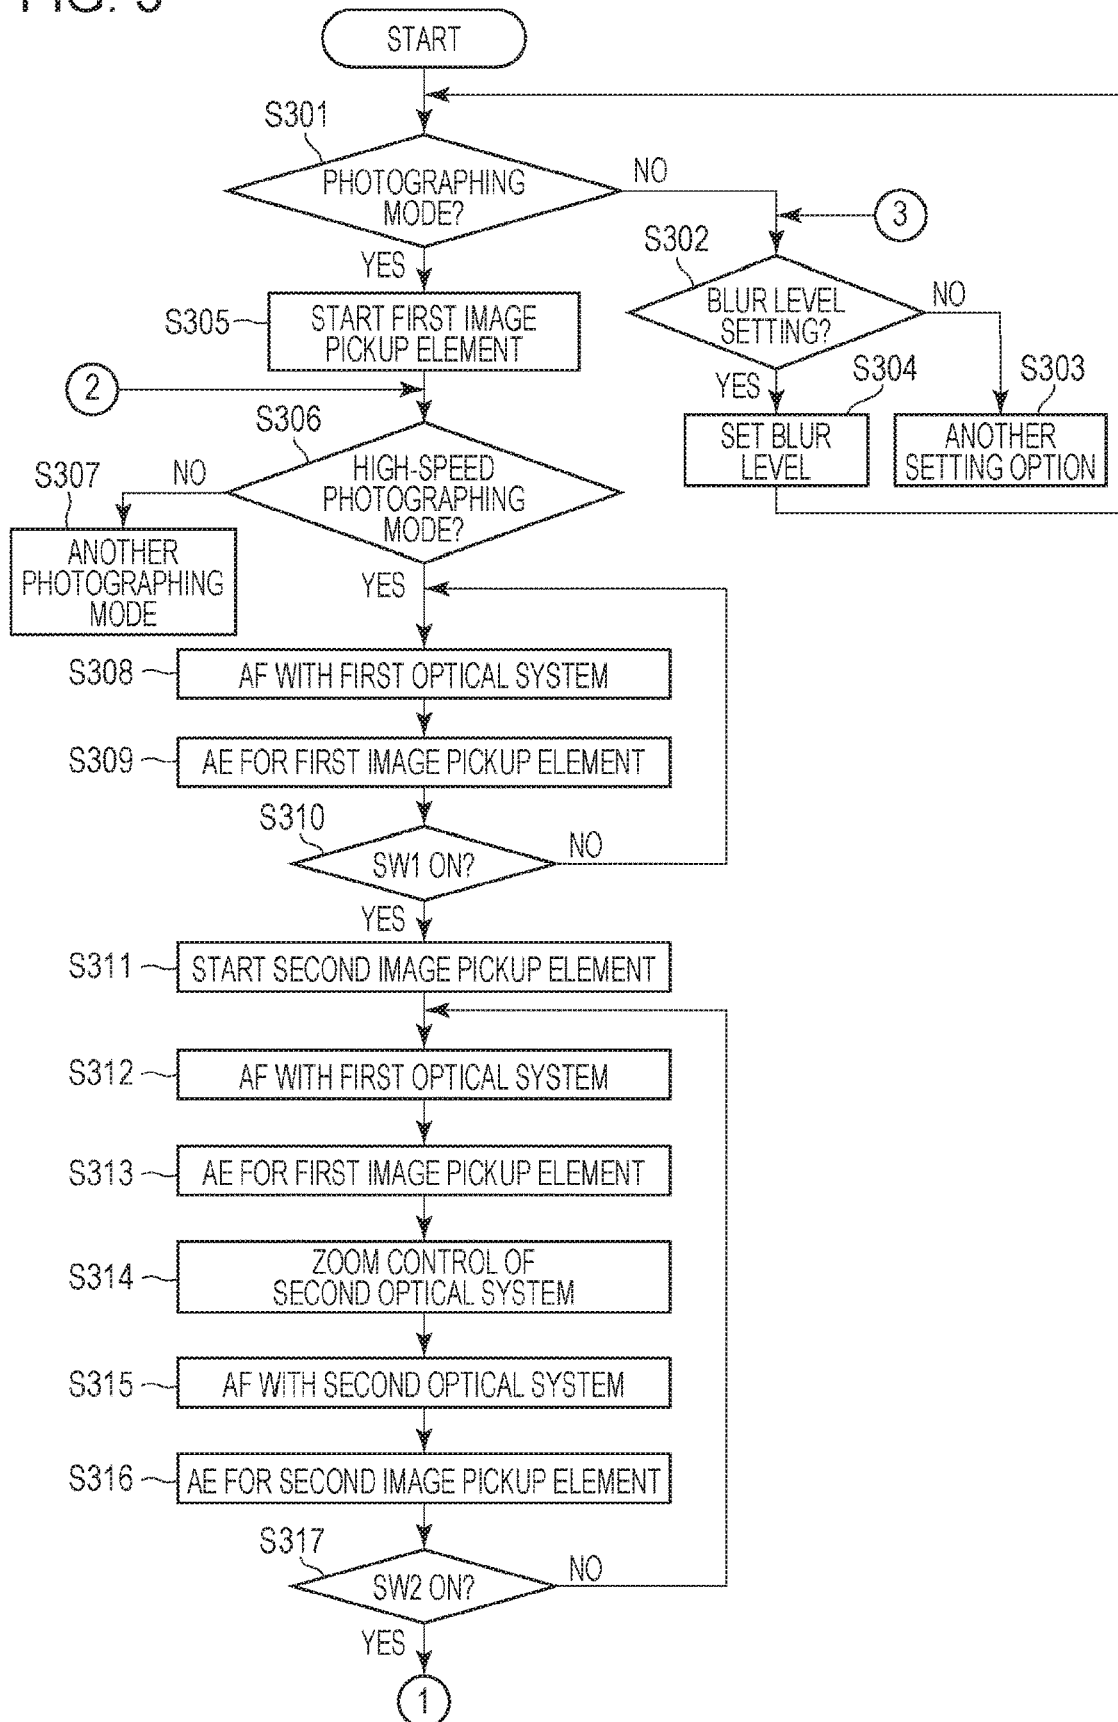 START
S301
PHOTOGRAPHING
MODE?
NO
YES
3
S302
BLUR LEVEL
SETTING?
NO
YES
S305
START FIRST IMAGE
PICKUP ELEMENT
S304
SET BLUR
LEVEL
S303
ANOTHER
SETTING OPTION
2
S306
HIGH-SPEED
PHOTOGRAPHING
MODE?
NO
YES
S307
ANOTHER
PHOTOGRAPHING
MODE
S308
AF WITH FIRST OPTICAL SYSTEM
S309
AE FOR FIRST IMAGE PICKUP ELEMENT
S310
SW1 ON?
NO
YES
S311
START SECOND IMAGE PICKUP ELEMENT
S312
AF WITH FIRST OPTICAL SYSTEM
S313
AE FOR FIRST IMAGE PICKUP ELEMENT
S314
ZOOM CONTROL OF
SECOND OPTICAL SYSTEM
S315
AF WITH SECOND OPTICAL SYSTEM
S316
AE FOR SECOND IMAGE PICKUP ELEMENT
S317
SW2 ON?
NO
YES
1